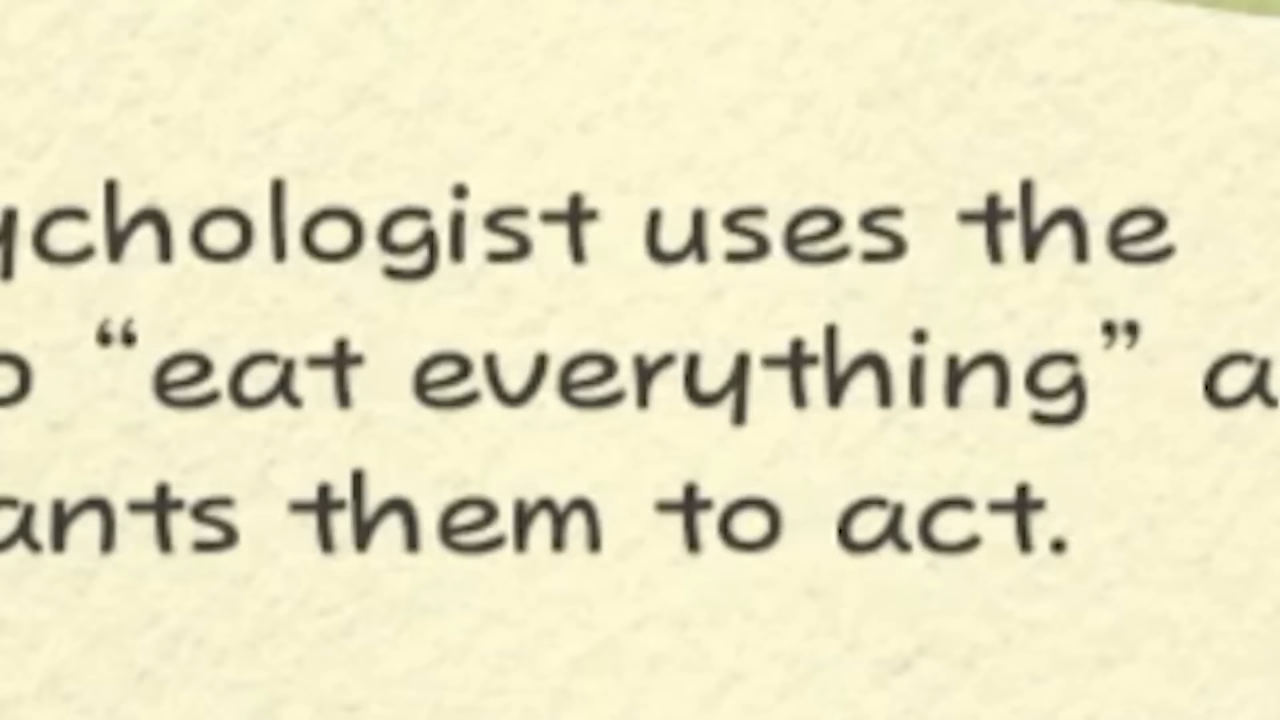 ychologist uses the
o “eat everything” a
ants them to act.